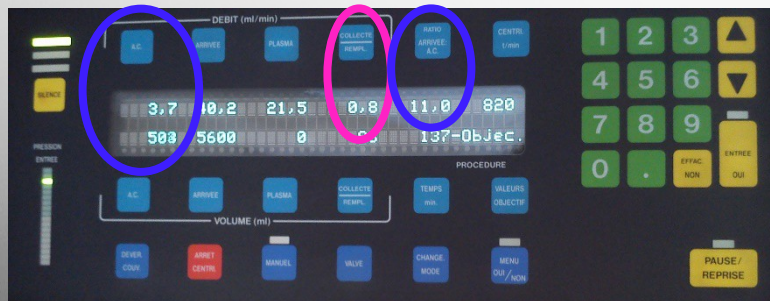 DEBIT (ml/min)
A.C. ARRIVEE PLASMA COLLECTE REMPL. RATIO ARRIVEE: A.C. CENTRI. t/min
1 2 3
SILENCE
4 5 6
3,7 40,2 21,5 0,8 11,0 820
5600 0 137-Objec.
7 8 9
PRESSION ENTREE
PROCEDURE
0 . EFFAC. NON ENTREE OUI
A.C. ARRIVEE PLASMA COLLECTE REMPL. TEMPS min. VALEURS OBJECTIF
VOLUME (ml)
DEVER. COUV. ARRET CENTRI. MANUEL VALVE CHANGE. MODE MENU OUI/NON
PAUSE/ REPRISE